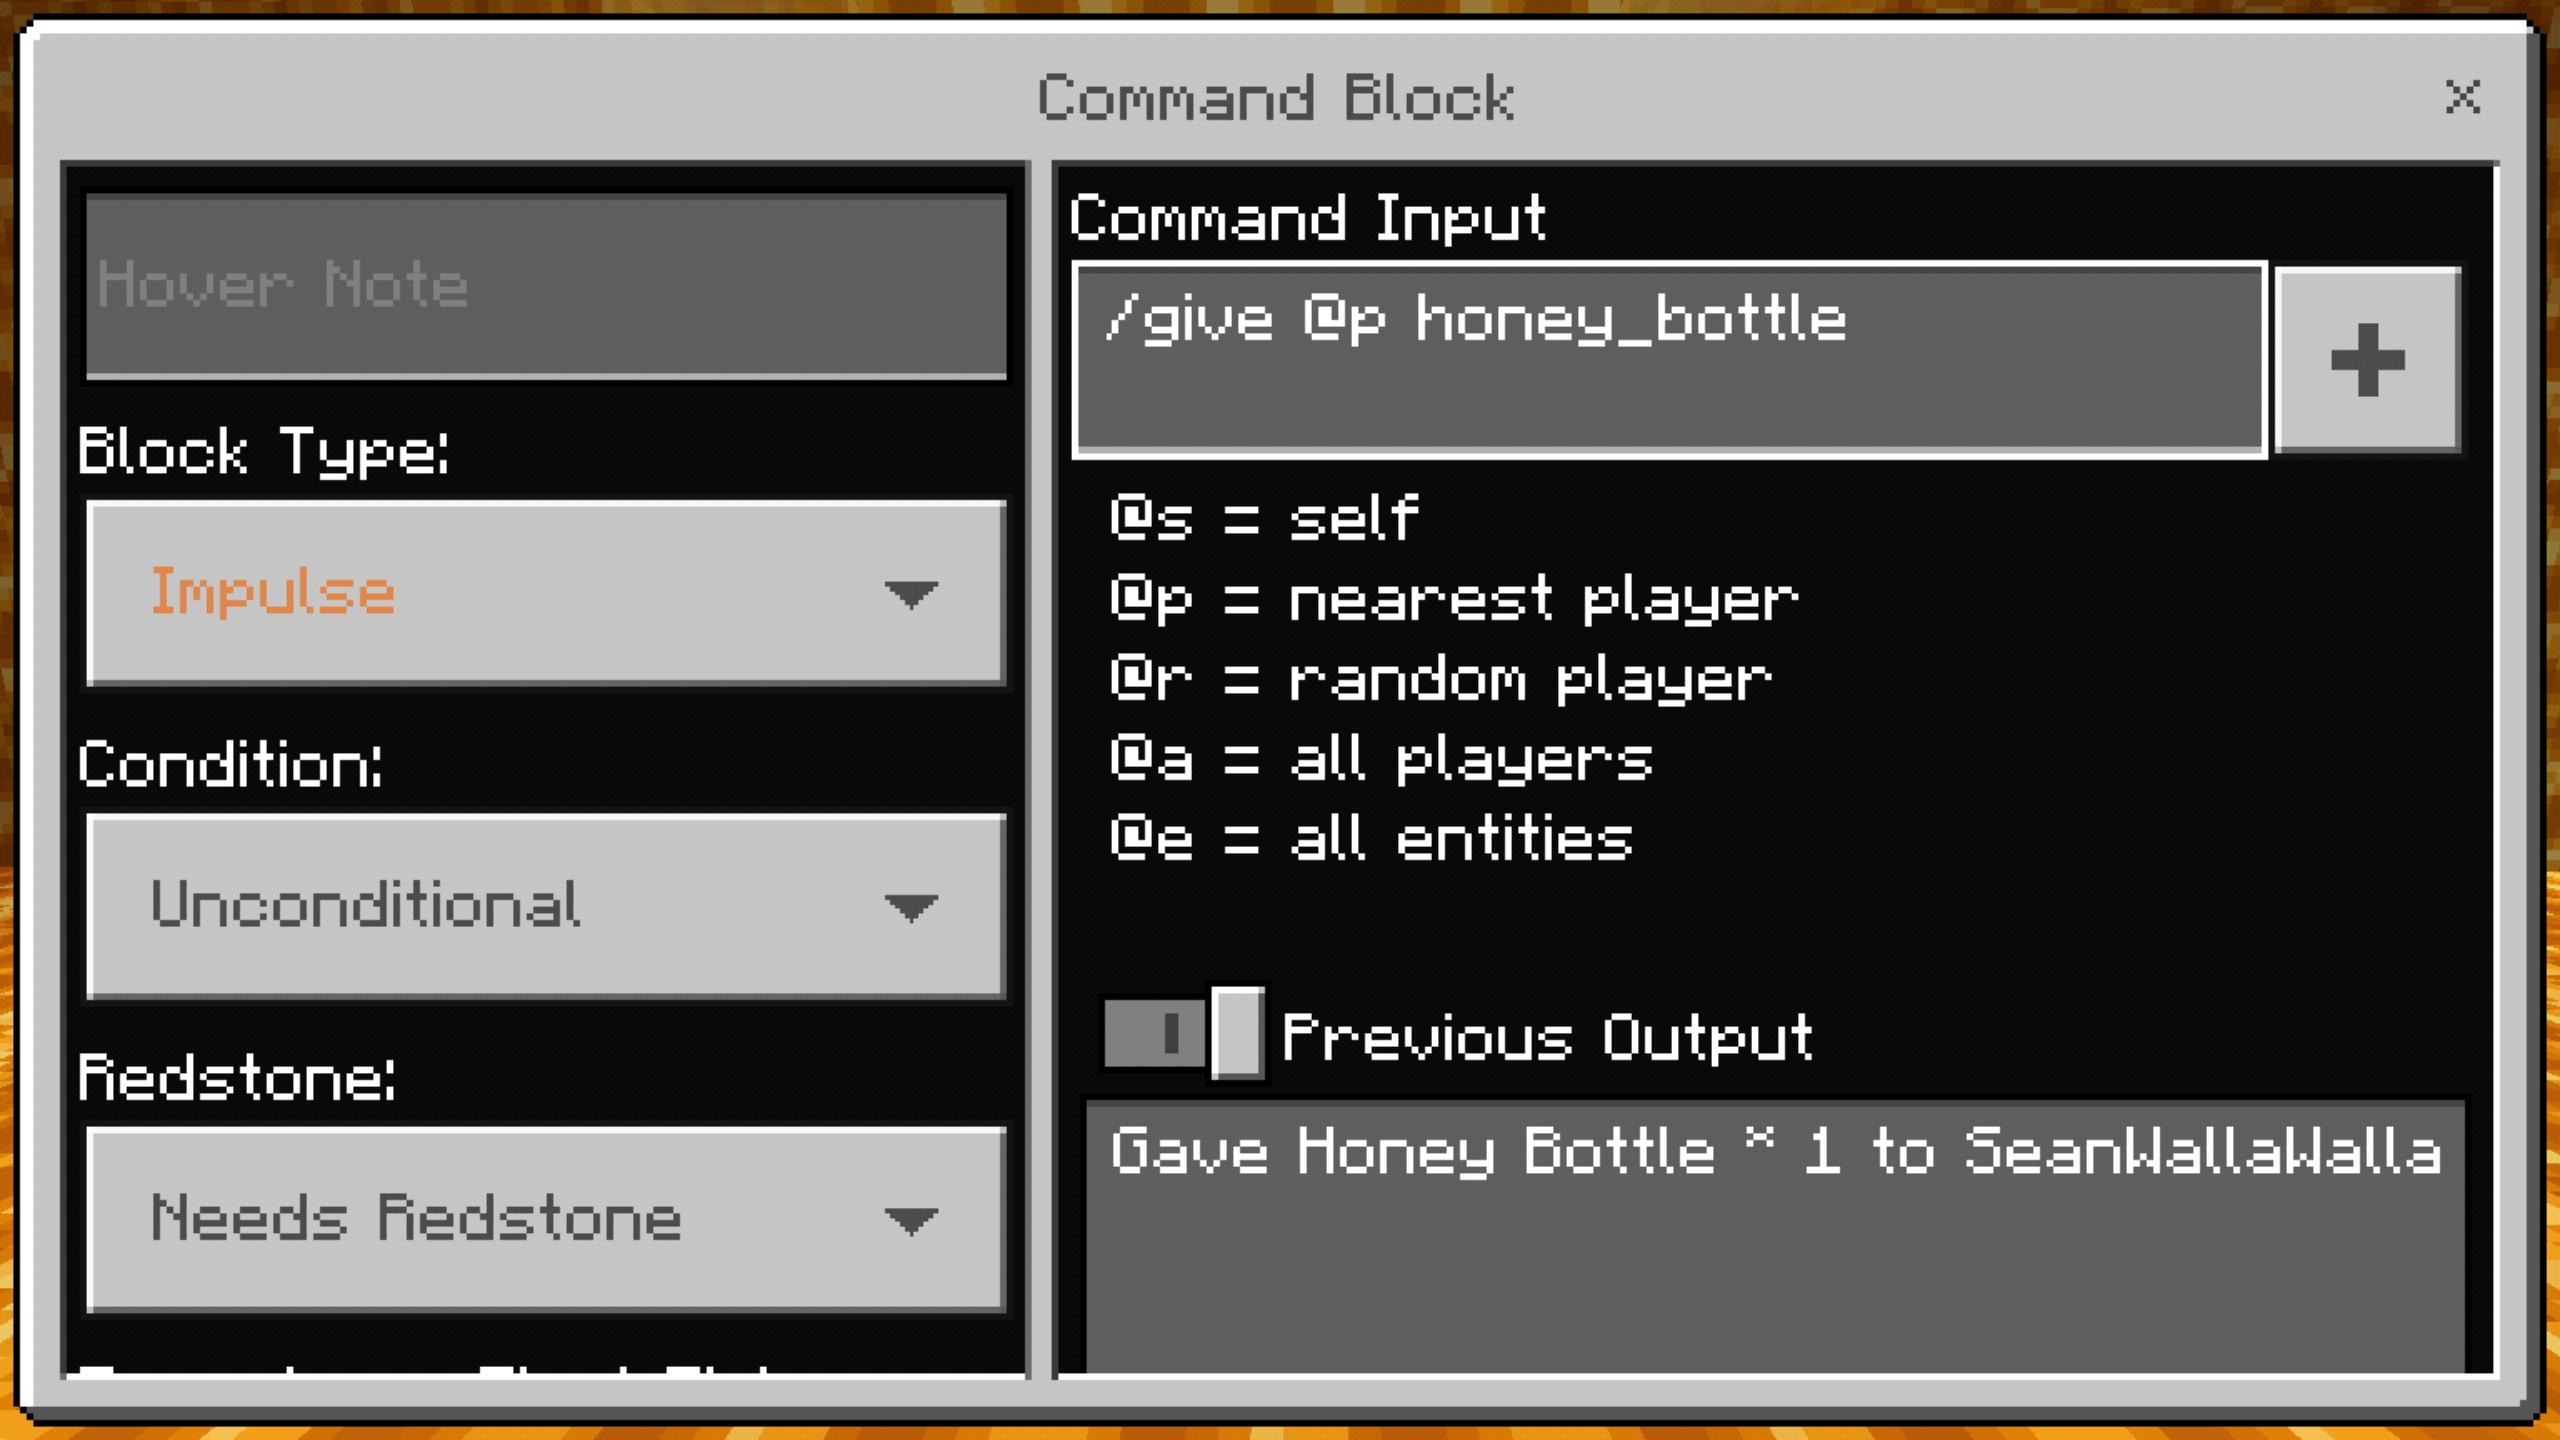 Command Block
Hover Note
Block Type:
Impulse
Condition:
Unconditional
Redstone:
Needs Redstone
Command Input
/give @p honey_bottle
@s = self
@p = nearest player
@r = random player
@a = all players
@e = all entities
Previous Output
Gave Honey Bottle * 1 to SeanWallaWalla